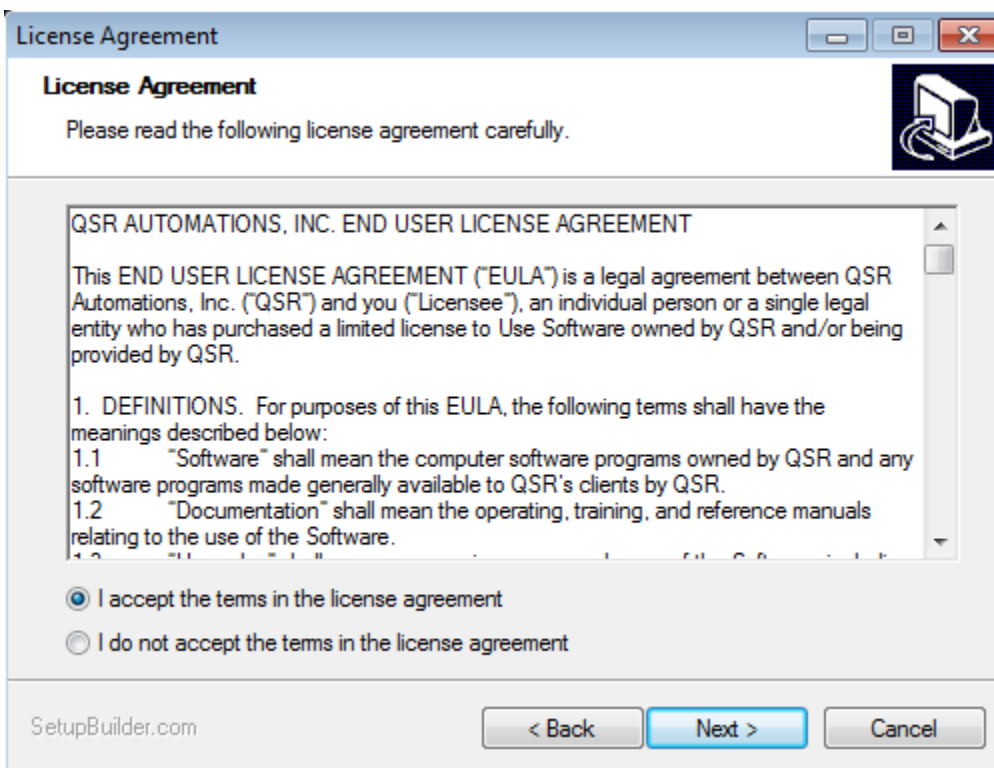 License Agreement
License Agreement
Please read the following license agreement carefully.
QSR AUTOMATIONS, INC. END USER LICENSE AGREEMENT
This END USER LICENSE AGREEMENT ("EULA") is a legal agreement between QSR
Automations, Inc. ("QSR") and you ("Licensee"), an individual person or a single legal
entity who has purchased a limited license to Use Software owned by QSR and/or being
provided by QSR.
1. DEFINITIONS. For purposes of this EULA, the following terms shall have the
meanings described below:
1.1 "Software" shall mean the computer software programs owned by QSR and any
software programs made generally available to QSR's clients by QSR.
1.2 "Documentation" shall mean the operating, training, and reference manuals
relating to the use of the Software.
I accept the terms in the license agreement
I do not accept the terms in the license agreement
SetupBuilder.com
< Back
Next >
Cancel